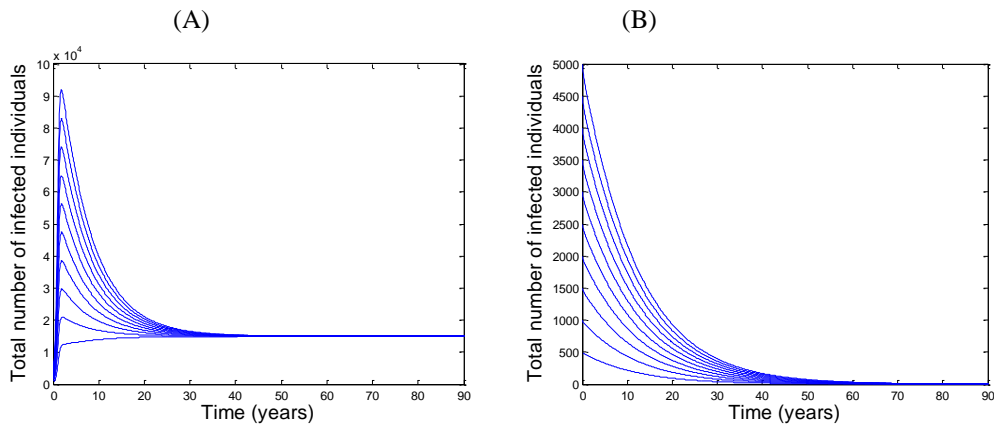 (A)
x 10⁴
10
9
8
7
6
5
4
3
2
1
0
Total number of infected individuals
0 10 20 30 40 50 60 70 80 90
Time (years)
(B)
5000
4500
4000
3500
3000
2500
2000
1500
1000
500
0
Total number of infected individuals
0 10 20 30 40 50 60 70 80 90
Time (years)